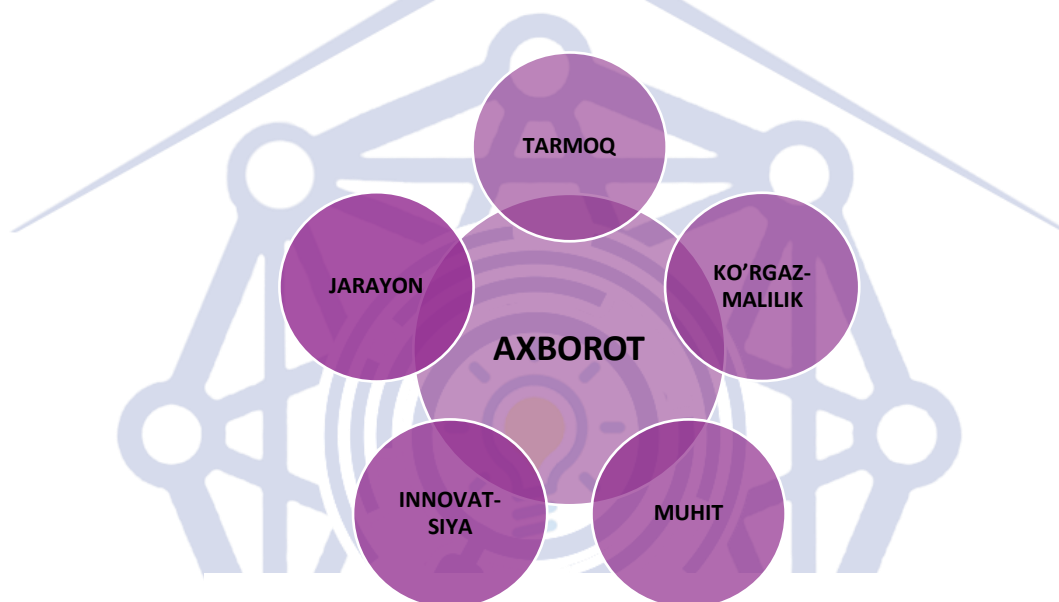 TARMOQ
JARAYON
KO’RGAZ-
MALILIK
AXBOROT
INNOVAT-
SIYA
MUHIT